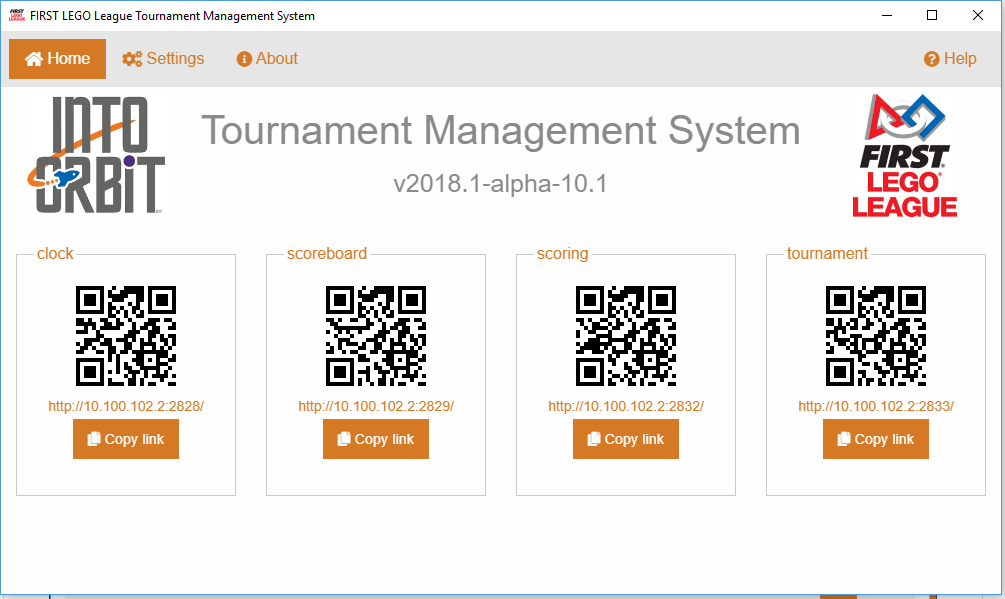 FIRST LEGO League Tournament Management System
Home Settings About Help
INTO
ORBIT
Tournament Management System
v2018.1-alpha-10.1
FIRST
LEGO
LEAGUE
clock scoreboard scoring tournament
http://10.100.102.2:2828/ http://10.100.102.2:2829/ http://10.100.102.2:2832/ http://10.100.102.2:2833/
Copy link Copy link Copy link Copy link